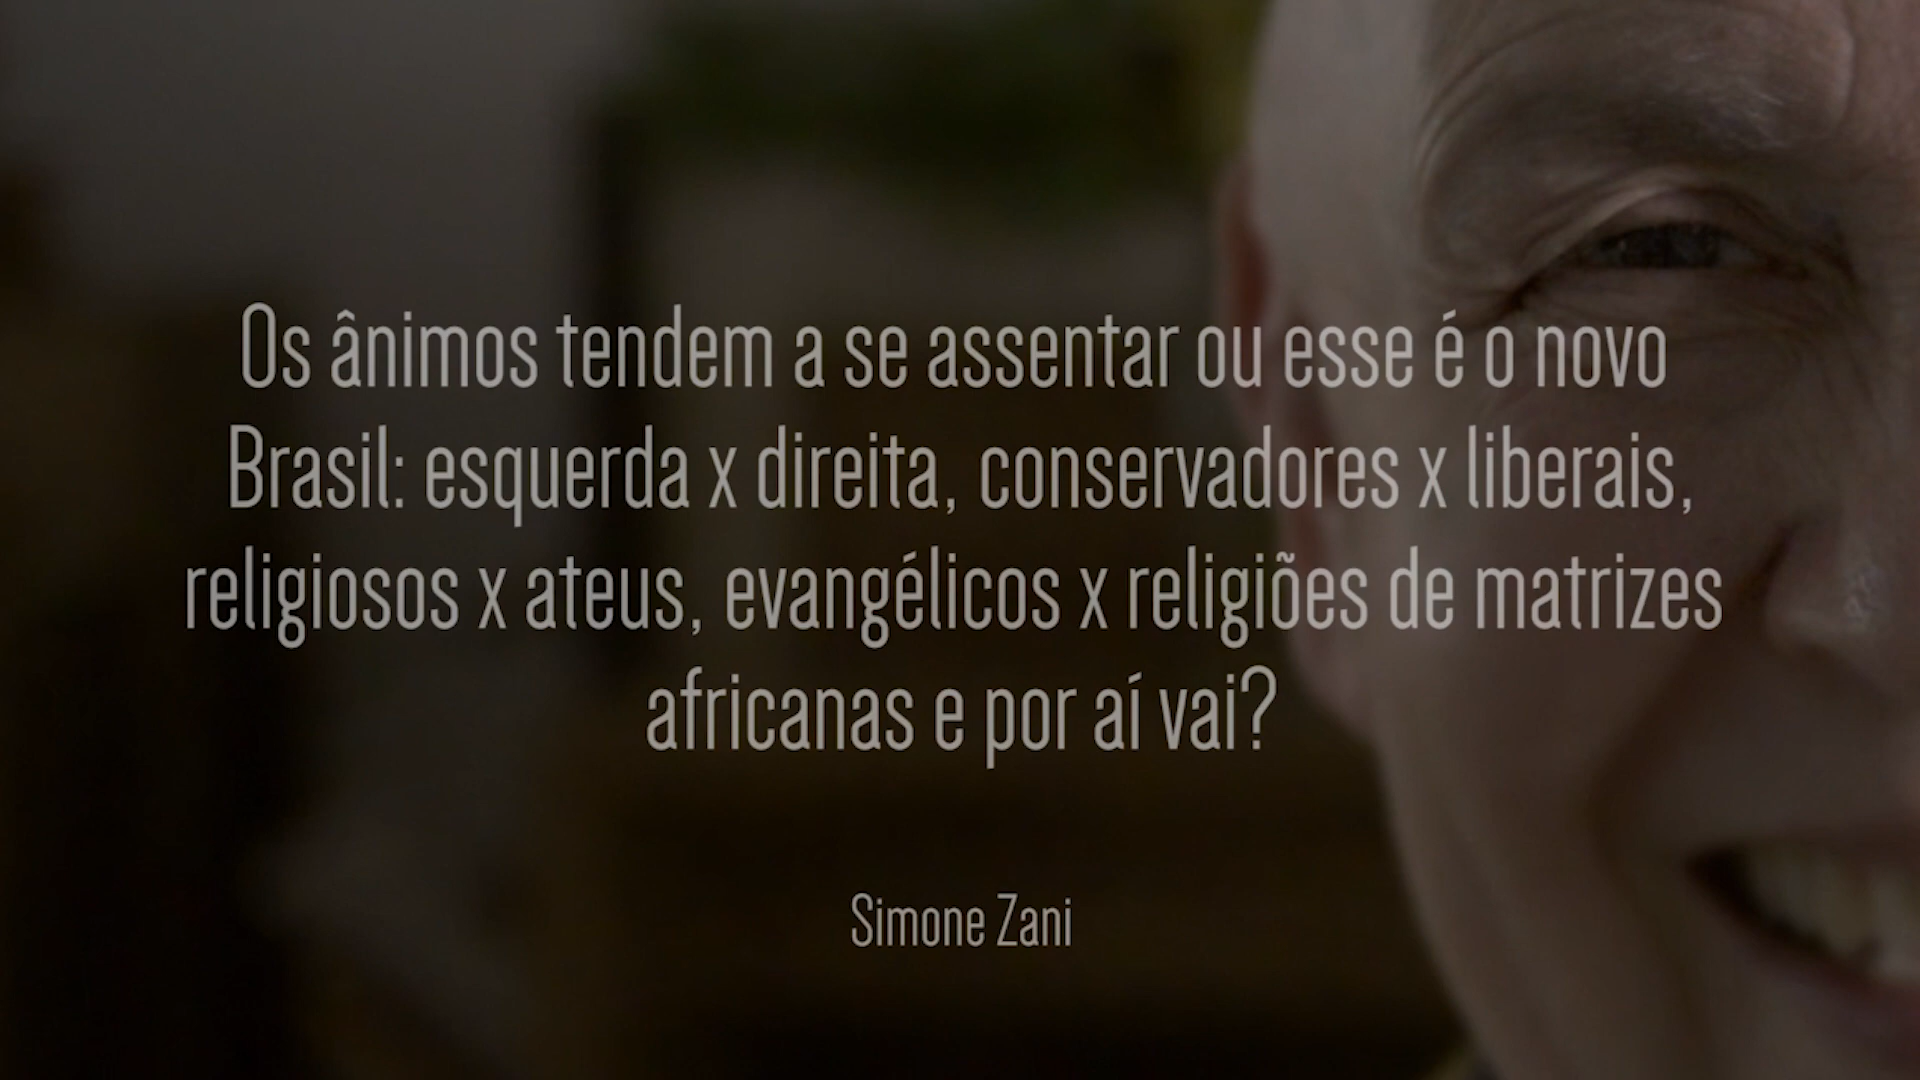 Os ânimos tendem a se assentar ou esse é o novo
Brasil: esquerda x direita, conservadores x liberais,
religiosos x ateus, evangélicos x religiões de matrizes
africanas e por aí vai?
Simone Zani